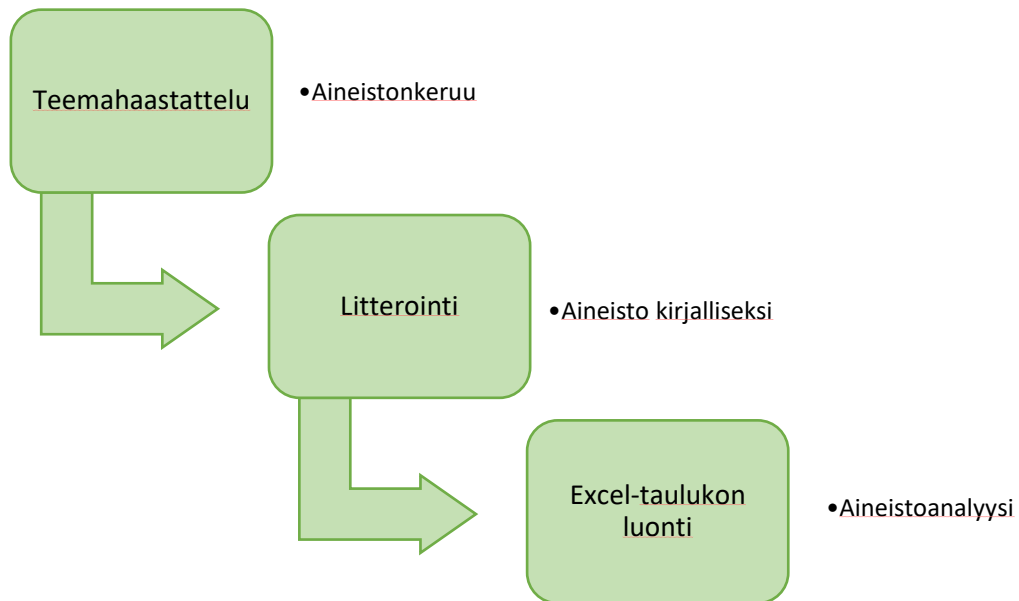 Teemahaastattelu
•Aineistonkeruu
Litterointi
•Aineisto kirjalliseksi
Excel-taulukon
luonti
•Aineistoanalyysi